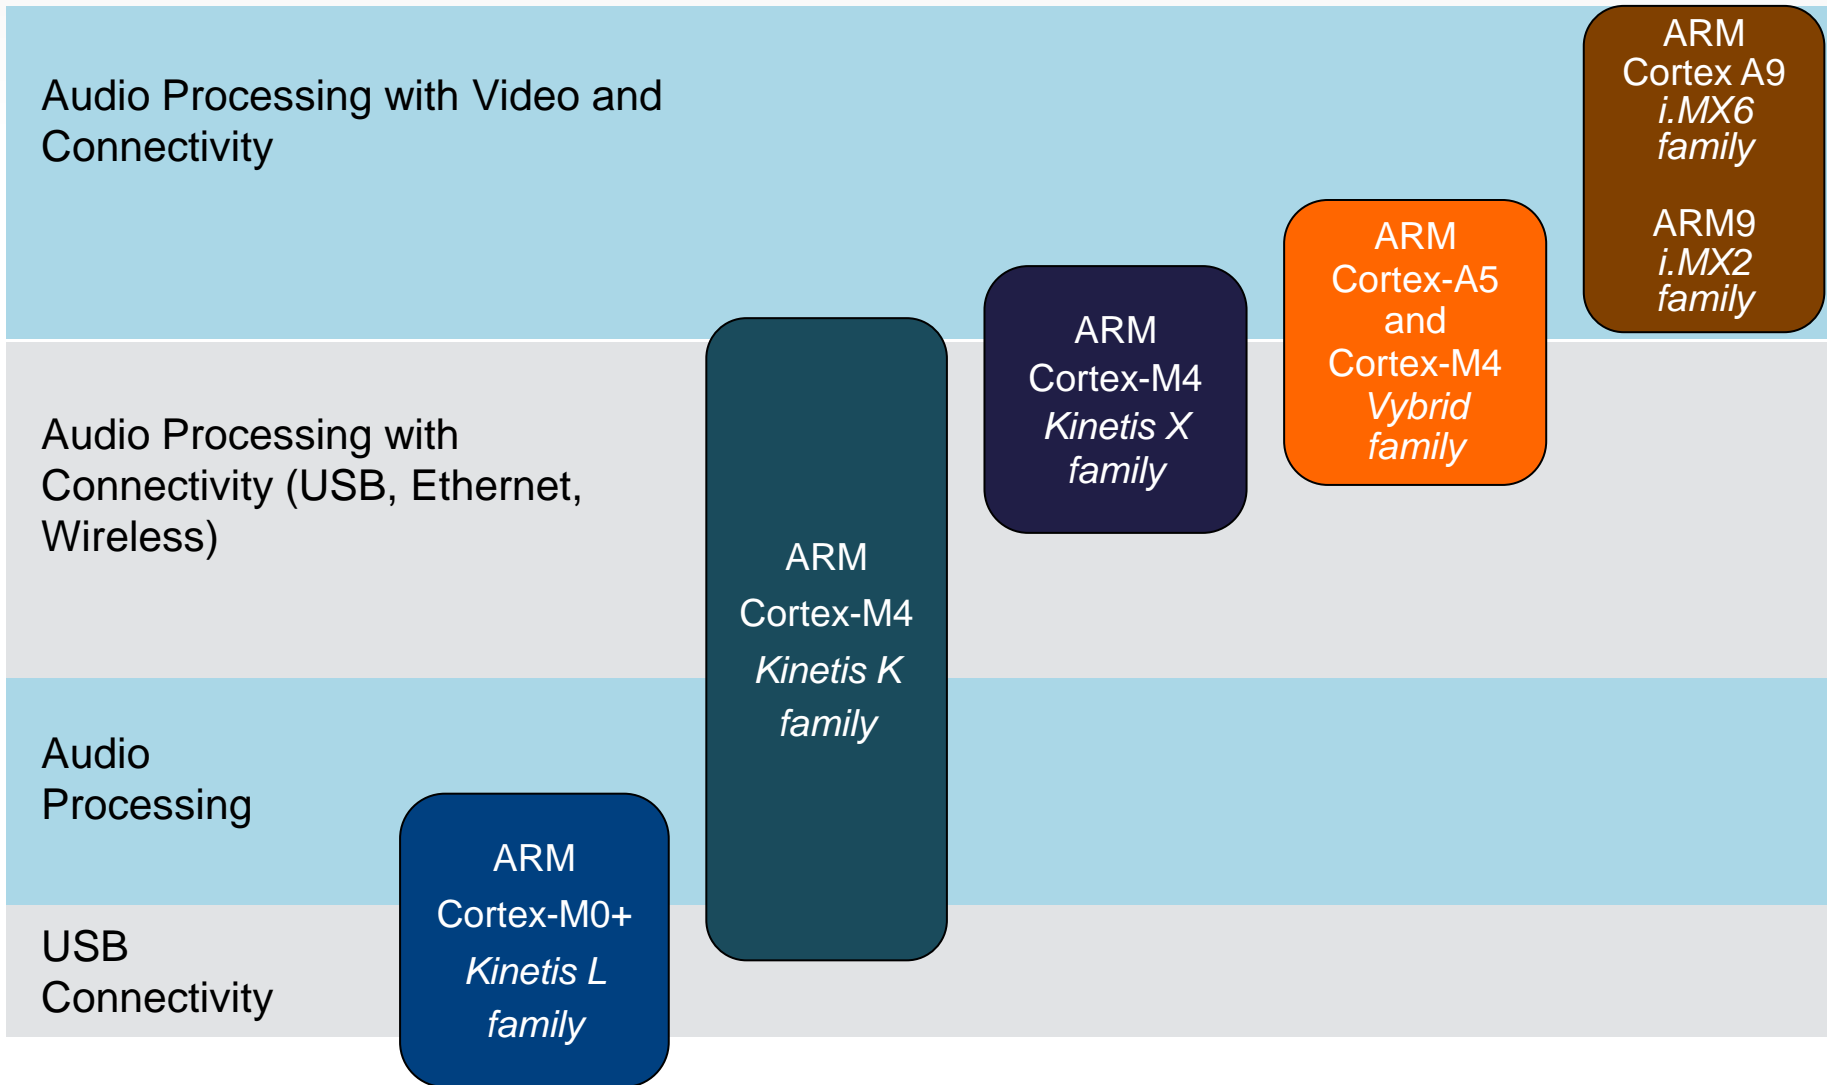 Audio Processing with Video and
Connectivity
Audio Processing with
Connectivity (USB, Ethernet,
Wireless)
Audio
Processing
USB
Connectivity
ARM
Cortex-M0+
Kinetis L
family
ARM
Cortex-M4
Kinetis K
family
ARM
Cortex-M4
Kinetis X
family
ARM
Cortex-A5
and
Cortex-M4
Vybrid
family
ARM
Cortex A9
i.MX6
family
ARM9
i.MX2
family